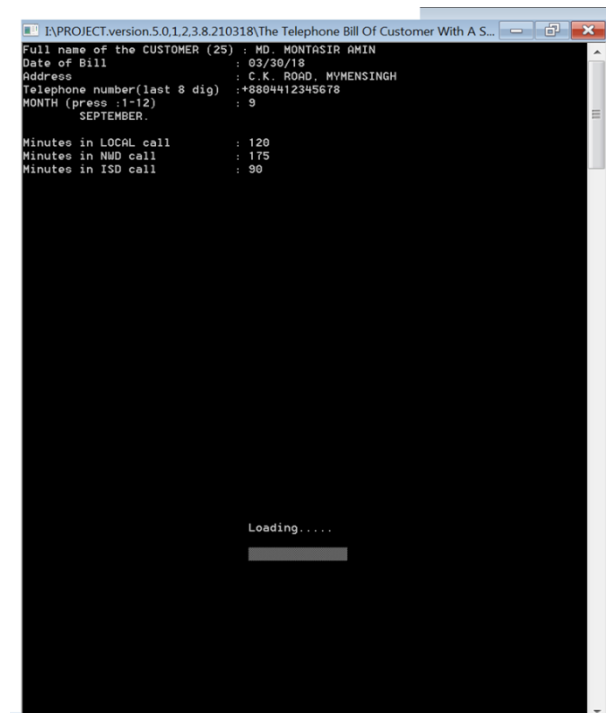 I:\PROJECT.version.5.0,1,2,3.8.210318\The Telephone Bill Of Customer With A S...
Full name of the CUSTOMER (25) : MD. MONTASIR AMIN
Date of Bill : 03/30/18
Address : C.K. ROAD, MYMENSINGH
Telephone number(last 8 dig) :+8804412345678
MONTH (press :1-12) : 9
SEPTEMBER.
Minutes in LOCAL call : 120
Minutes in NWD call : 175
Minutes in ISD call : 90
Loading.....